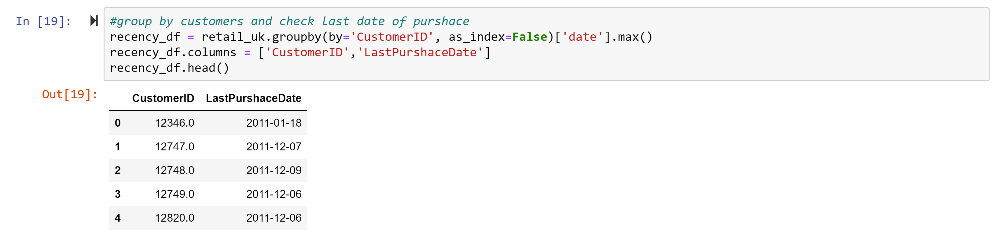 In [19]:
#group by customers and check last date of purshace
recency_df = retail_uk.groupby(by='CustomerID', as_index=False)['date'].max()
recency_df.columns = ['CustomerID','LastPurshaceDate']
recency_df.head()
Out[19]:
CustomerID LastPurshaceDate
0 12346.0 2011-01-18
1 12747.0 2011-12-07
2 12748.0 2011-12-09
3 12749.0 2011-12-06
4 12820.0 2011-12-06